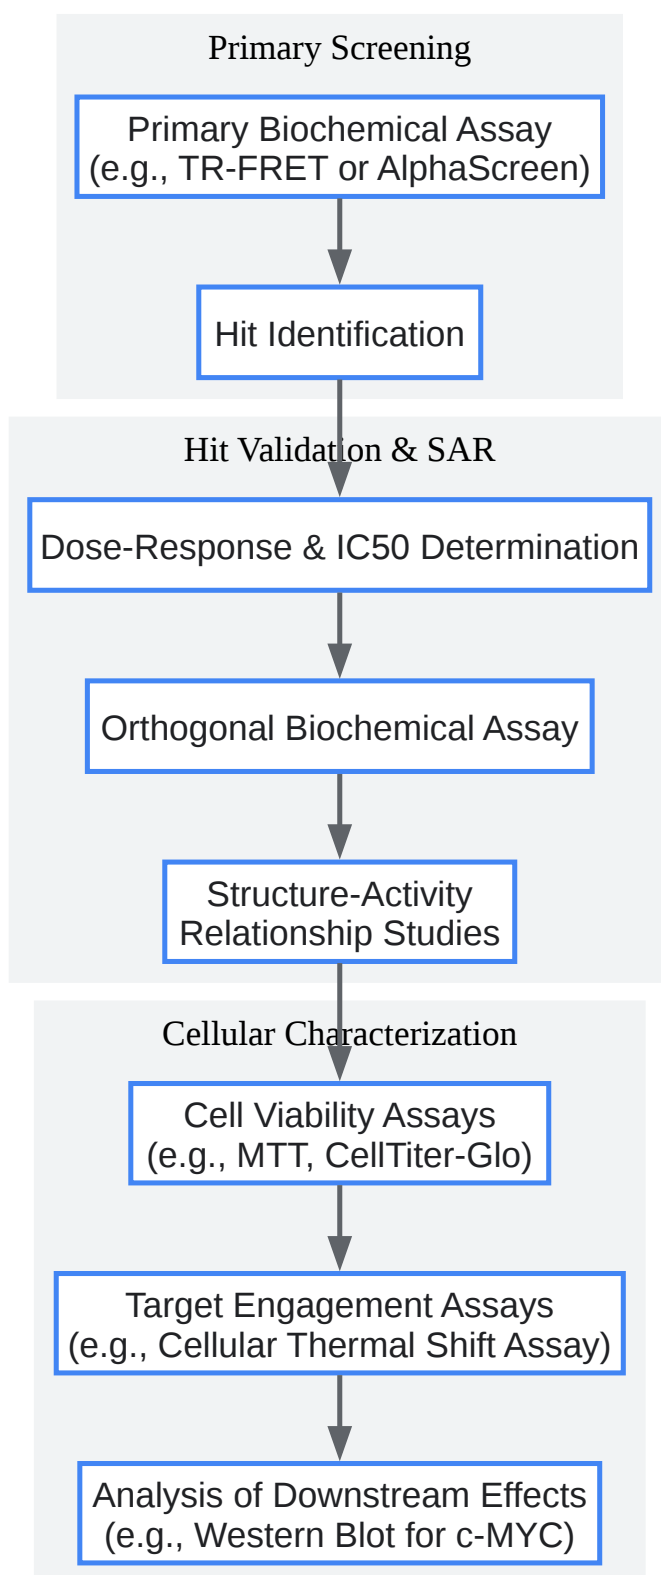 Primary Screening
Primary Biochemical Assay
(e.g., TR-FRET or AlphaScreen)
Hit Identification
Hit Validation & SAR
Dose-Response & IC50 Determination
Orthogonal Biochemical Assay
Structure-Activity
Relationship Studies
Cellular Characterization
Cell Viability Assays
(e.g., MTT, CellTiter-Glo)
Target Engagement Assays
(e.g., Cellular Thermal Shift Assay)
Analysis of Downstream Effects
(e.g., Western Blot for c-MYC)